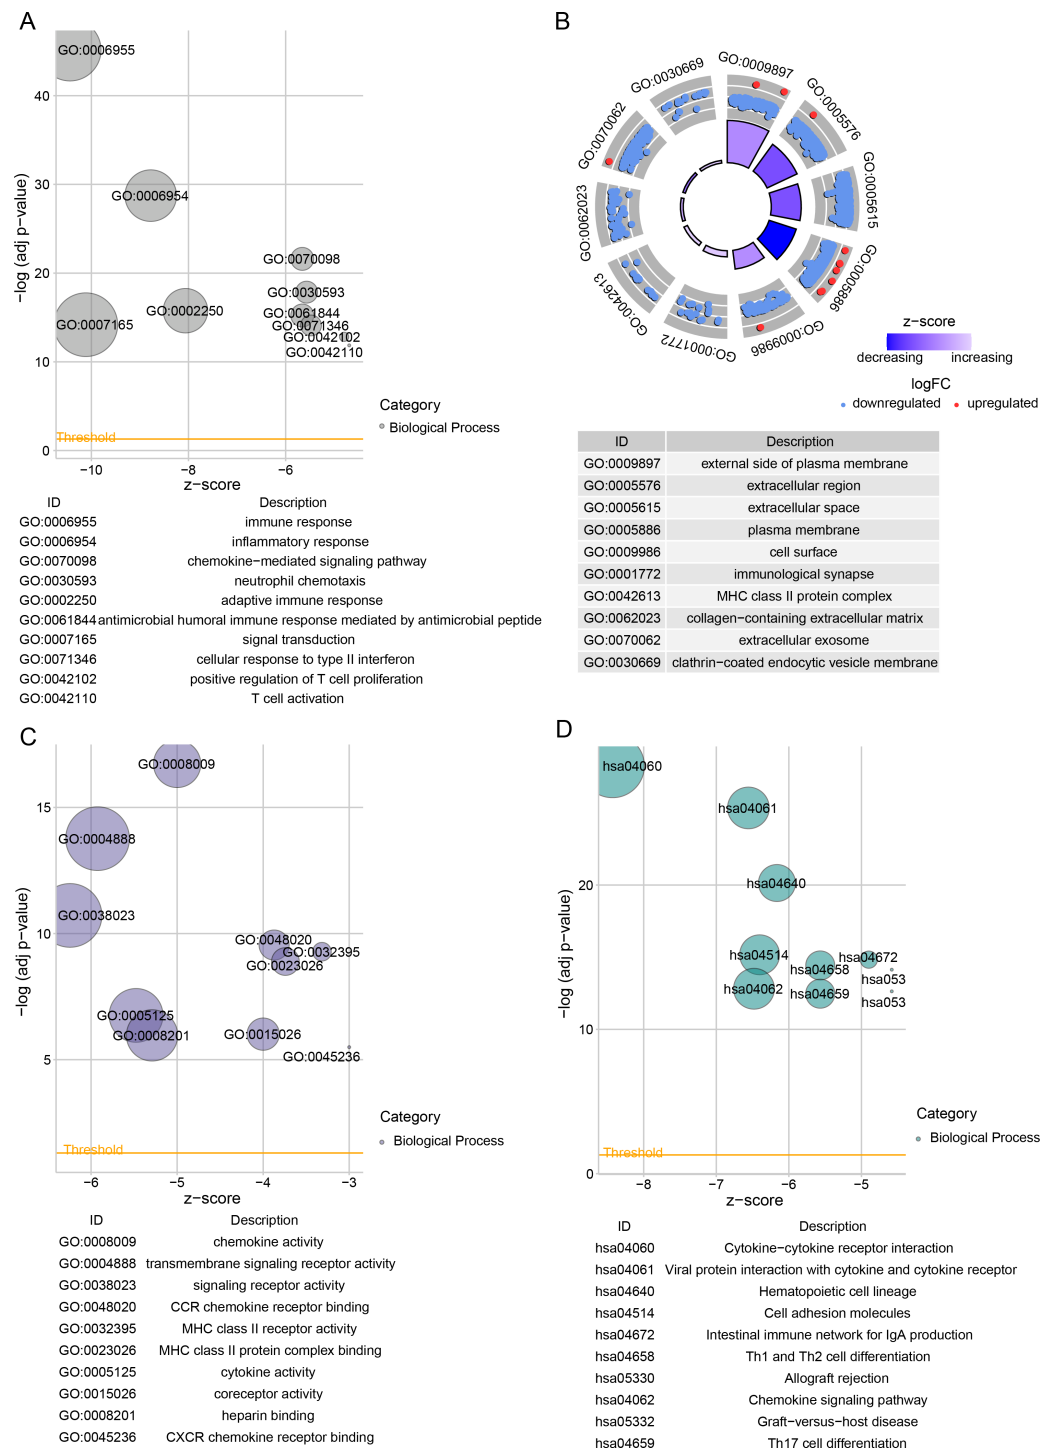 A
GO:0006955
40
30
GO:0006954
GO:0070098
20
GO:0030593
GO:0002250
GO:0061844
GO:0007165
GO:0071346
GO:0042102
GO:0042110
10
Threshold
0
−10
−8
−6
z−score
−log (adj p−value)
Category
Biological Process
ID Description
GO:0006955 immune response
GO:0006954 inflammatory response
GO:0070098 chemokine−mediated signaling pathway
GO:0030593 neutrophil chemotaxis
GO:0002250 adaptive immune response
GO:0061844 antimicrobial humoral immune response mediated by antimicrobial peptide
GO:0007165 signal transduction
GO:0071346 cellular response to type II interferon
GO:0042102 positive regulation of T cell proliferation
GO:0042110 T cell activation
B
GO:0009897
GO:0005576
GO:0005615
GO:0005886
GO:0009986
GO:0001772
GO:0042613
GO:0062023
GO:0070062
GO:0030669
z−score
decreasing increasing
logFC
downregulated upregulated
ID Description
GO:0009897 external side of plasma membrane
GO:0005576 extracellular region
GO:0005615 extracellular space
GO:0005886 plasma membrane
GO:0009986 cell surface
GO:0001772 immunological synapse
GO:0042613 MHC class II protein complex
GO:0062023 collagen−containing extracellular matrix
GO:0070062 extracellular exosome
GO:0030669 clathrin−coated endocytic vesicle membrane
C
GO:0008009
15
GO:0004888
GO:0038023
10
GO:0048020
GO:0032395
GO:0023026
GO:0005125
GO:0008201
GO:0015026
GO:0045236
5
Threshold
−6
−5
−4
−3
z−score
−log (adj p−value)
Category
Biological Process
ID Description
GO:0008009 chemokine activity
GO:0004888 transmembrane signaling receptor activity
GO:0038023 signaling receptor activity
GO:0048020 CCR chemokine receptor binding
GO:0032395 MHC class II receptor activity
GO:0023026 MHC class II protein complex binding
GO:0005125 cytokine activity
GO:0015026 coreceptor activity
GO:0008201 heparin binding
GO:0045236 CXCR chemokine receptor binding
D
hsa04060
hsa04061
20
hsa04640
hsa04514
hsa04672
hsa04658
hsa053
hsa04062
hsa04659
hsa053
10
Threshold
0
−8
−7
−6
−5
z−score
−log (adj p−value)
Category
Biological Process
ID Description
hsa04060 Cytokine−cytokine receptor interaction
hsa04061 Viral protein interaction with cytokine and cytokine receptor
hsa04640 Hematopoietic cell lineage
hsa04514 Cell adhesion molecules
hsa04672 Intestinal immune network for IgA production
hsa04658 Th1 and Th2 cell differentiation
hsa05330 Allograft rejection
hsa04062 Chemokine signaling pathway
hsa05332 Graft−versus−host disease
hsa04659 Th17 cell differentiation